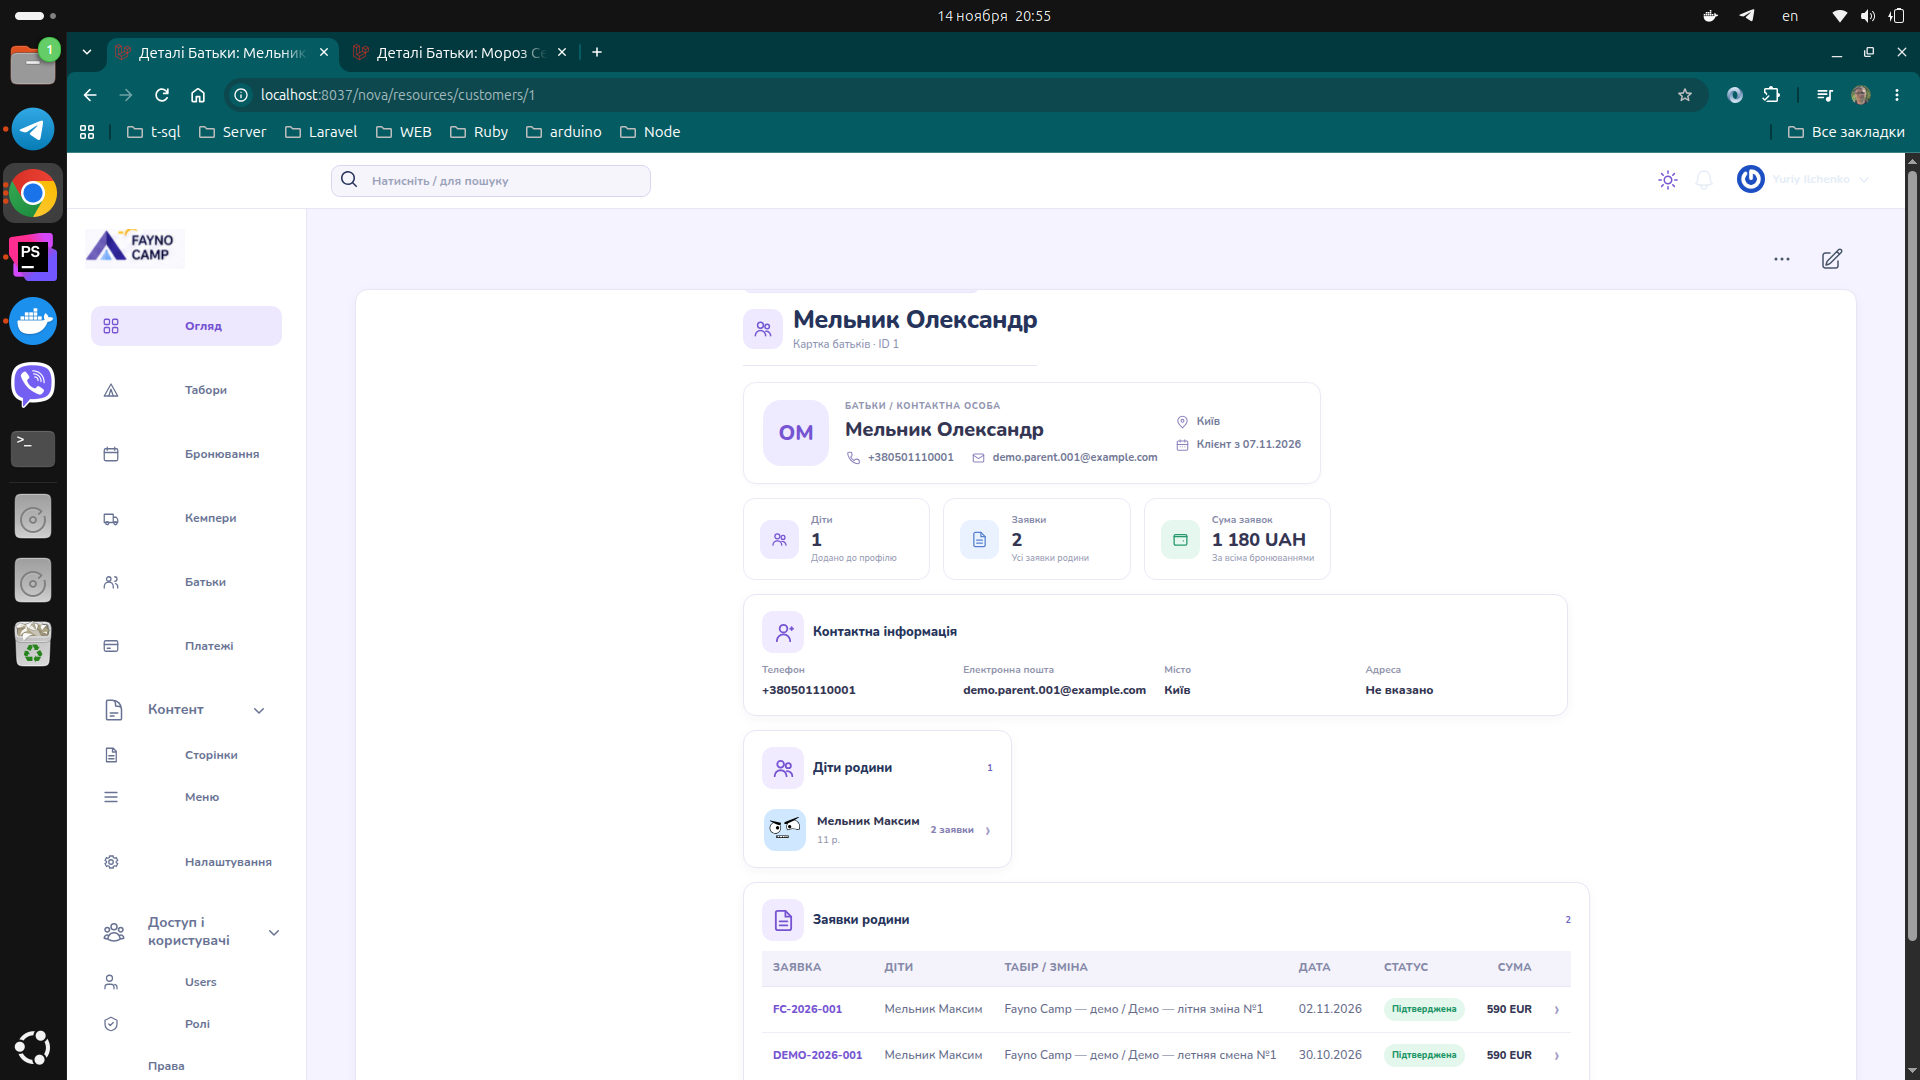 14 ноября 20:55
en
1
Деталі Батьки: Мельник
Деталі Батьки: Мороз Се
localhost:8037/nova/resources/customers/1
t-sql
Server
Laravel
WEB
Ruby
arduino
Node
Все закладки
Натисніть / для пошуку
Yuriy Ilchenko
FAYNO
CAMP
PS
>_
Огляд
Табори
Бронювання
Кемпери
Батьки
Платежі
Контент
Сторінки
Меню
Налаштування
Доступ і
користувачі
Users
Ролі
Права
Мельник Олександр
Картка батьків · ID 1
ОМ
БАТЬКИ / КОНТАКТНА ОСОБА
Мельник Олександр
+380501110001
demo.parent.001@example.com
Київ
Клієнт з 07.11.2026
Діти
1
Додано до профілю
Заявки
2
Усі заявки родини
Сума заявок
1 180 UAH
За всіма бронюваннями
Контактна інформація
Телефон Електронна пошта Місто Адреса
+380501110001 demo.parent.001@example.com Київ Не вказано
Діти родини 1
Мельник Максим
11 р.
2 заявки
Заявки родини 2
ЗАЯВКА ДІТИ ТАБІР / ЗМІНА ДАТА СТАТУС СУМА
FC-2026-001 Мельник Максим Fayno Camp — демо / Демо — літня зміна №1 02.11.2026 Підтверджена 590 EUR
DEMO-2026-001 Мельник Максим Fayno Camp — демо / Демо — летняя смена №1 30.10.2026 Підтверджена 590 EUR